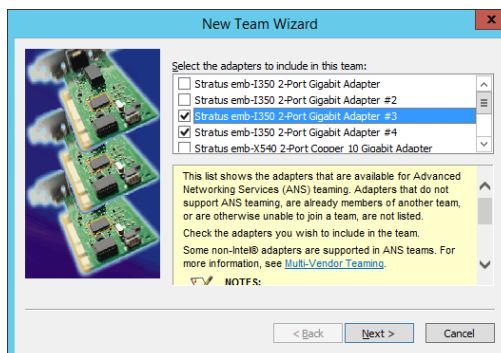 New Team Wizard
x
Select the adapters to include in this team:
Stratus emb-I350 2-Port Gigabit Adapter
Stratus emb-I350 2-Port Gigabit Adapter #2
Stratus emb-I350 2-Port Gigabit Adapter #3
Stratus emb-I350 2-Port Gigabit Adapter #4
Stratus emb-X540 2-Port Copper 10 Gigabit Adapter
This list shows the adapters that are available for Advanced
Networking Services (ANS) teaming. Adapters that do not
support ANS teaming, are already members of another team,
or are otherwise unable to join a team, are not listed.
Check the adapters you wish to include in the team.
Some non-Intel® adapters are supported in ANS teams. For
more information, see Multi-Vendor Teaming.
NOTES:
< Back
Next >
Cancel